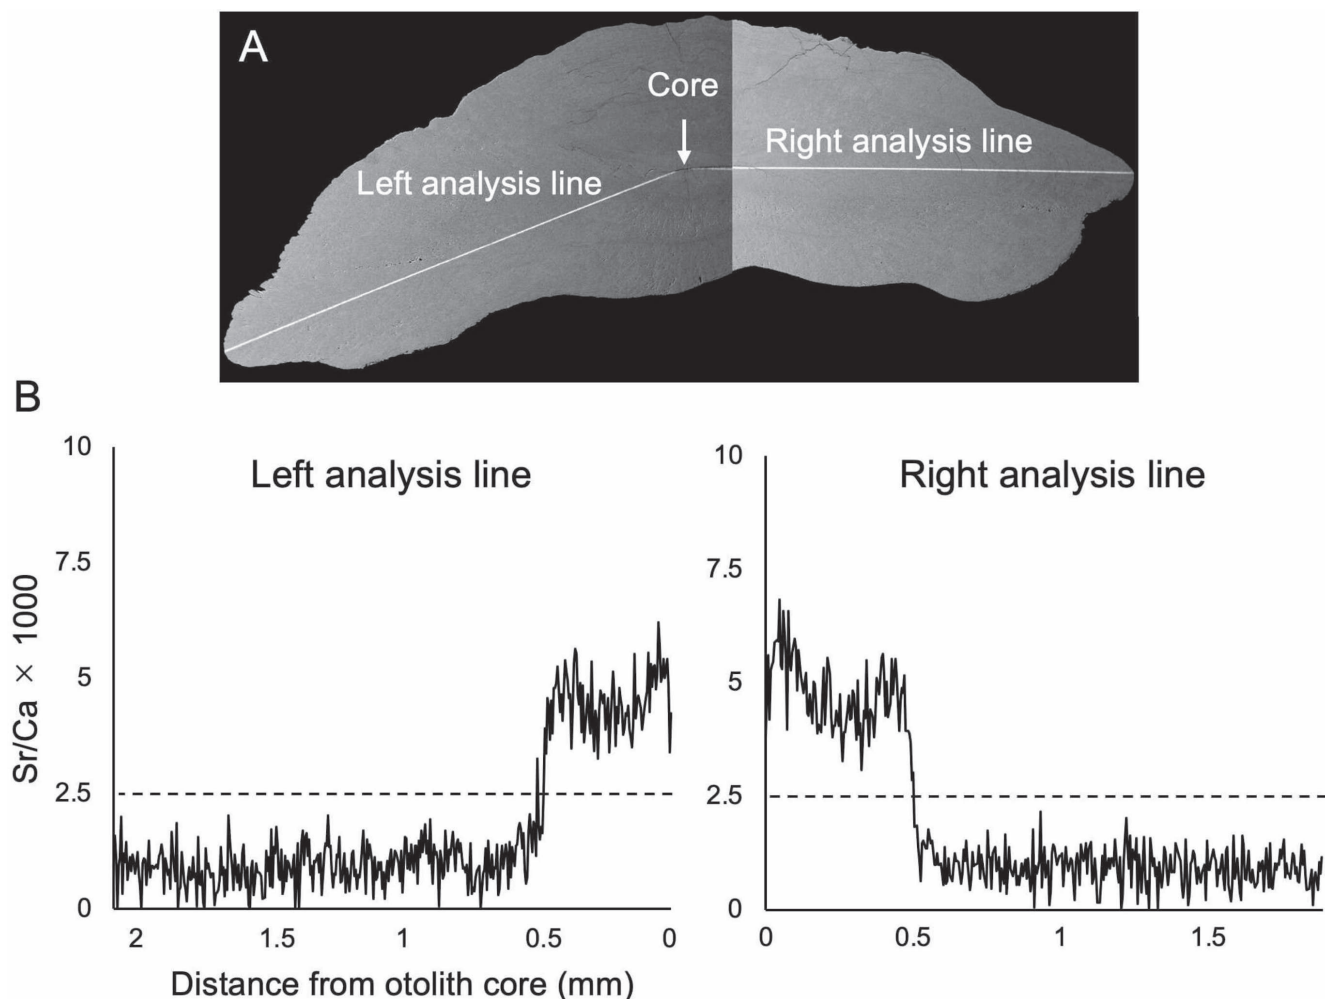 A
Core
Right analysis line
Left analysis line
B
Left analysis line
Right analysis line
10
7.5
5
2.5
0
Sr/Ca × 1000
2
1.5
1
0.5
0
10
7.5
5
2.5
0
0
0.5
1
1.5
Distance from otolith core (mm)